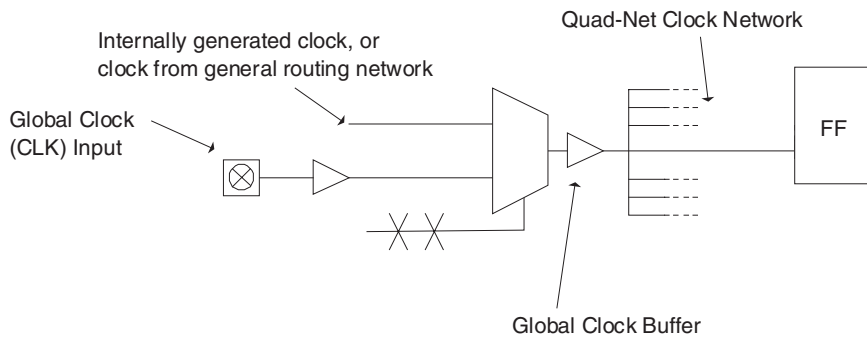 Quad-Net Clock Network
Internally generated clock, or
clock from general routing network
Global Clock
(CLK) Input
FF
Global Clock Buffer